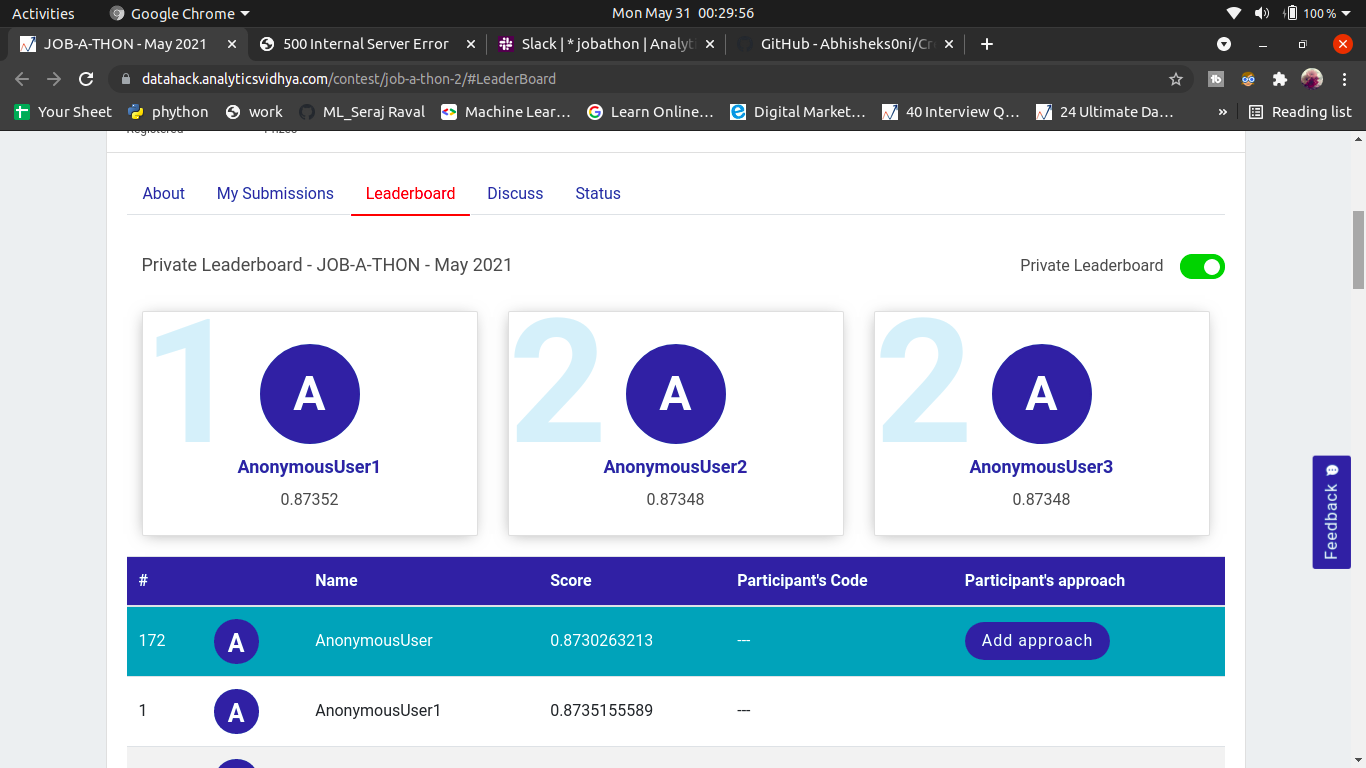 Activities Google Chrome Mon May 31 00:29:56 100 %
JOB-A-THON - May 2021 500 Internal Server Error Slack | * jobathon | Analyti GitHub - Abhisheks0ni/Cr
datahack.analyticsvidhya.com/contest/job-a-thon-2/#LeaderBoard
Your Sheet phython work ML_Seraj Raval Machine Lear… Learn Online… Digital Market… 40 Interview Q… 24 Ultimate Da… » Reading list
Registered Prizes
About My Submissions Leaderboard Discuss Status
Private Leaderboard - JOB-A-THON - May 2021 Private Leaderboard
1 2 2
A A A
AnonymousUser1 AnonymousUser2 AnonymousUser3
0.87352 0.87348 0.87348
Feedback
# Name Score Participant's Code Participant's approach
172 A AnonymousUser 0.8730263213 --- Add approach
1 A AnonymousUser1 0.8735155589 ---